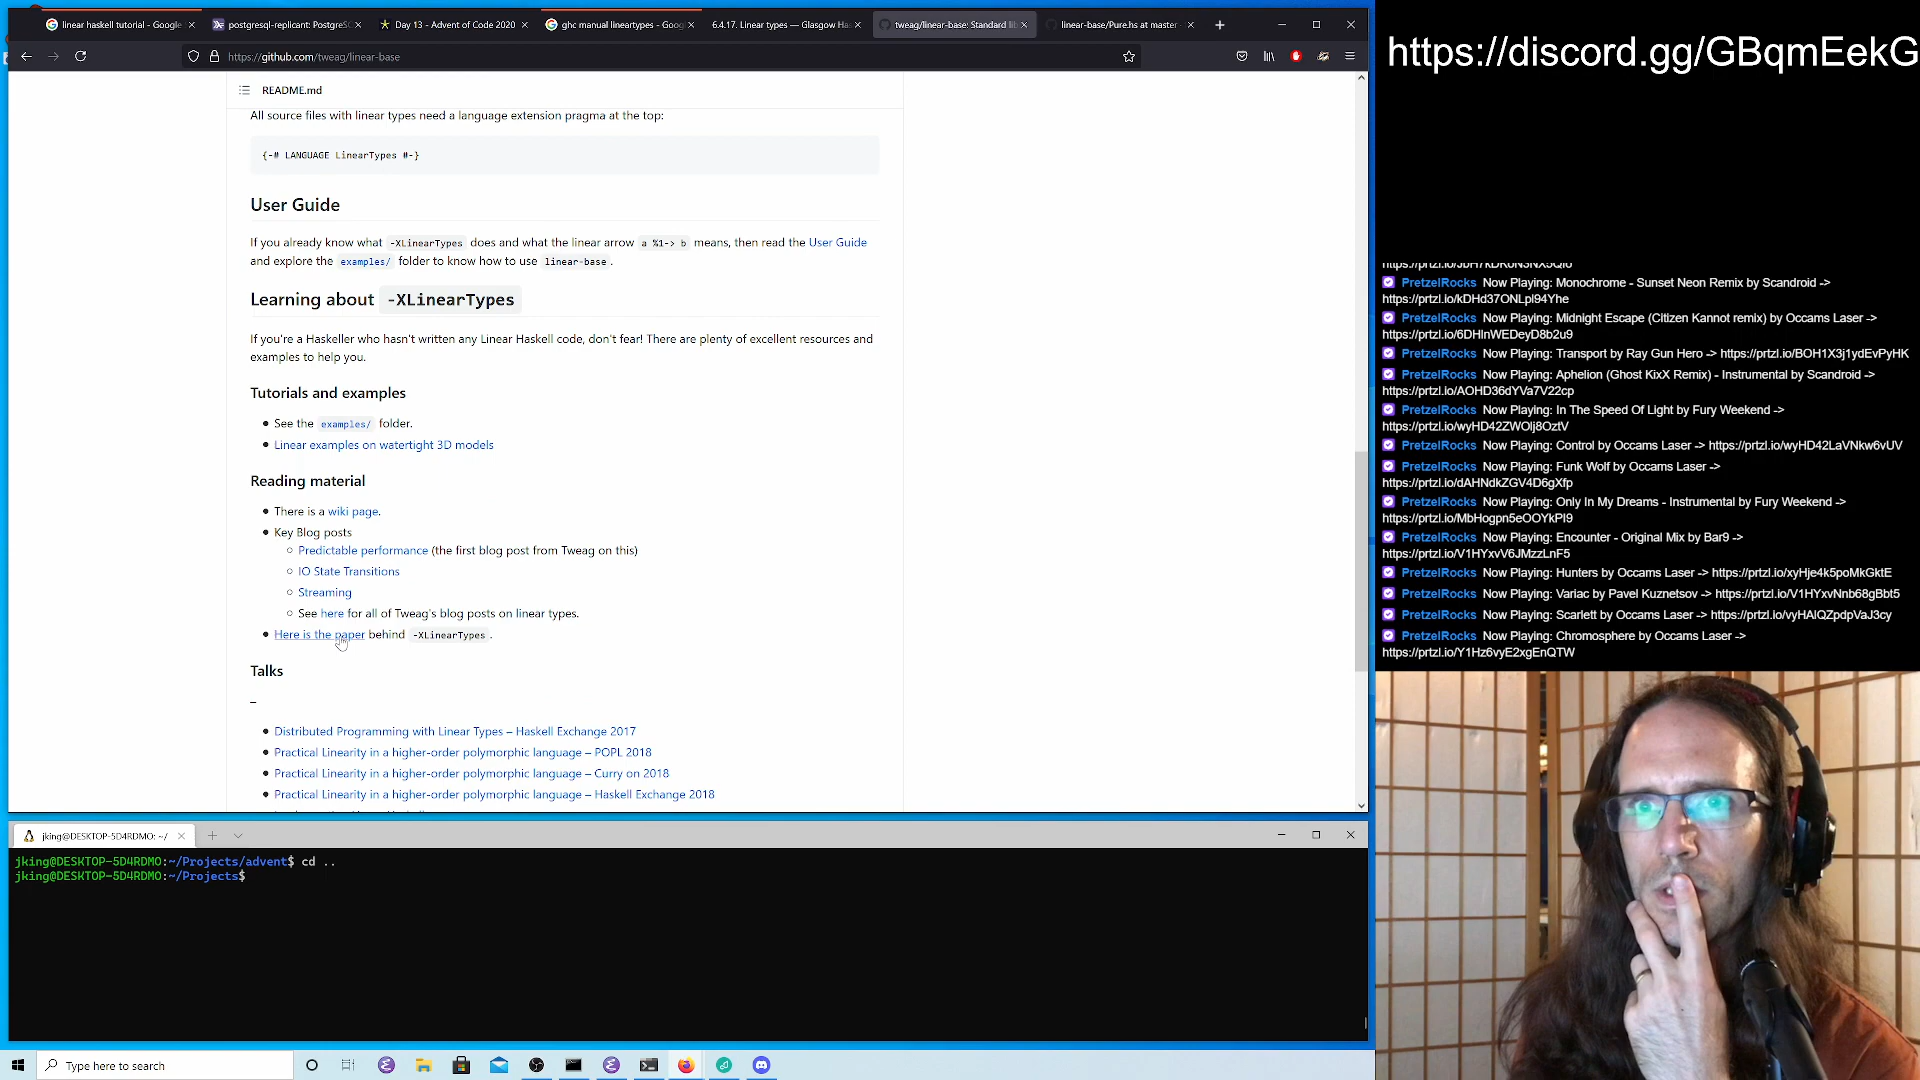 linear haskell tutorial - Google
postgresql-replicant: PostgreSC
Day 13 - Advent of Code 2020
ghc manual lineartypes - Goog
6.4.17. Linear types — Glasgow Has
tweag/linear-base: Standard lib
linear-base/Pure.hs at master
https://github.com/tweag/linear-base
README.md
All source files with linear types need a language extension pragma at the top:
{-# LANGUAGE LinearTypes #-}
User Guide
If you already know what -XLinearTypes does and what the linear arrow a %1-> b means, then read the User Guide
and explore the examples/ folder to know how to use linear-base .
Learning about -XLinearTypes
If you're a Haskeller who hasn't written any Linear Haskell code, don't fear! There are plenty of excellent resources and
examples to help you.
Tutorials and examples
See the examples/ folder.
Linear examples on watertight 3D models
Reading material
There is a wiki page.
Key Blog posts
Predictable performance (the first blog post from Tweag on this)
IO State Transitions
Streaming
See here for all of Tweag's blog posts on linear types.
Here is the paper behind -XLinearTypes .
Talks
Distributed Programming with Linear Types – Haskell Exchange 2017
Practical Linearity in a higher-order polymorphic language – POPL 2018
Practical Linearity in a higher-order polymorphic language – Curry on 2018
Practical Linearity in a higher-order polymorphic language – Haskell Exchange 2018
jking@DESKTOP-5D4RDMO: ~/
jking@DESKTOP-5D4RDMO:~/Projects/advent$ cd ..
jking@DESKTOP-5D4RDMO:~/Projects$
Type here to search
https://discord.gg/GBqmEekG
PretzelRocks Now Playing: Monochrome - Sunset Neon Remix by Scandroid ->
https://prtzl.io/kDHd37ONLpl94Yhe
PretzelRocks Now Playing: Midnight Escape (Citizen Kannot remix) by Occams Laser ->
https://prtzl.io/6DHlnWEDeyD8b2u9
PretzelRocks Now Playing: Transport by Ray Gun Hero -> https://prtzl.io/BOH1X3j1ydEvPyHK
PretzelRocks Now Playing: Aphelion (Ghost KixX Remix) - Instrumental by Scandroid ->
https://prtzl.io/AOHD36dYVa7V22cp
PretzelRocks Now Playing: In The Speed Of Light by Fury Weekend ->
https://prtzl.io/wyHD42ZWOlj8OztV
PretzelRocks Now Playing: Control by Occams Laser -> https://prtzl.io/wyHD42LaVNkw6vUV
PretzelRocks Now Playing: Funk Wolf by Occams Laser ->
https://prtzl.io/dAHNdkZGV4D6gXfp
PretzelRocks Now Playing: Only In My Dreams - Instrumental by Fury Weekend ->
https://prtzl.io/MbHogpn5eOOYkPI9
PretzelRocks Now Playing: Encounter - Original Mix by Bar9 ->
https://prtzl.io/V1HYxvV6JMzzLnF5
PretzelRocks Now Playing: Hunters by Occams Laser -> https://prtzl.io/xyHje4k5poMkGktE
PretzelRocks Now Playing: Variac by Pavel Kuznetsov -> https://prtzl.io/V1HYxvNnb68gBbt5
PretzelRocks Now Playing: Scarlett by Occams Laser -> https://prtzl.io/vyHAlQZpdpVaJ3cy
PretzelRocks Now Playing: Chromosphere by Occams Laser ->
https://prtzl.io/Y1Hz6vyE2xgEnQTW